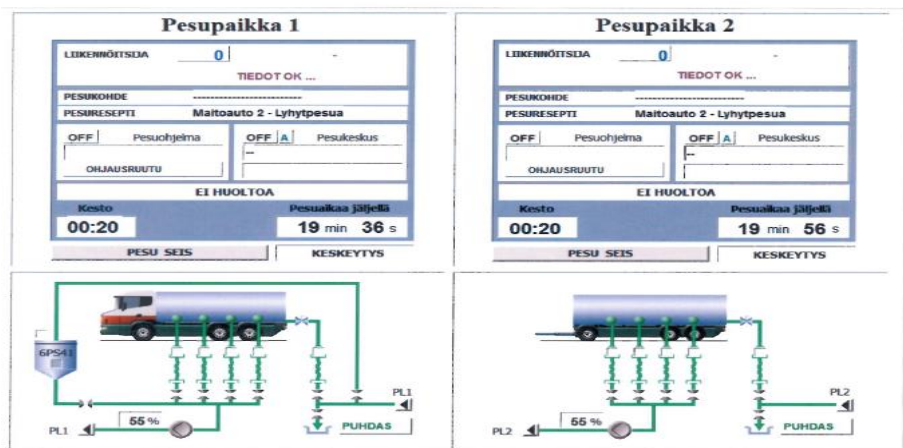 Pesupaikka 1
LIIKENNÖITSIJA 0 -
TIEDOT OK ...
PESUKOHDE -------------------------
PESURESEPTI Maitoauto 2 - Lyhytpesua
OFF Pesuohjelma OFF A Pesukeskus
--
OHJAUSRUUTU
EI HUOLTOA
Kesto Pesuaikaa jäljellä
00:20 19 min 36 s
PESU SEIS KESKEYTYS
6PS41
PL1
55 %
PL1
PUHDAS
Pesupaikka 2
LIIKENNÖITSIJA 0 -
TIEDOT OK ...
PESUKOHDE -------------------------
PESURESEPTI Maitoauto 2 - Lyhytpesua
OFF Pesuohjelma OFF A Pesukeskus
--
OHJAUSRUUTU
EI HUOLTOA
Kesto Pesuaikaa jäljellä
00:20 19 min 56 s
PESU SEIS KESKEYTYS
PL2
55 %
PL2
PUHDAS